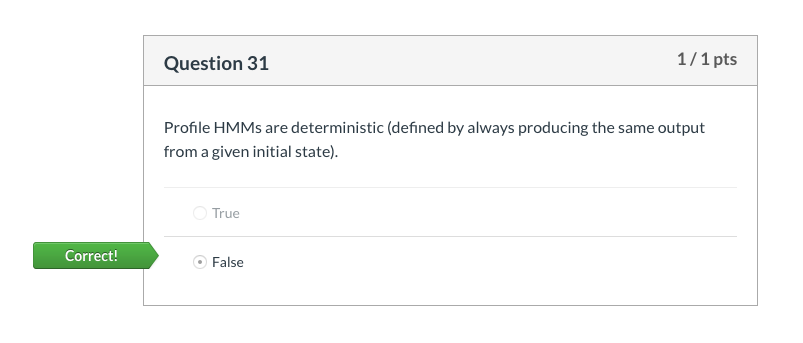 Question 31
1 / 1 pts
Profile HMMs are deterministic (defined by always producing the same output
from a given initial state).
True
Correct!
False